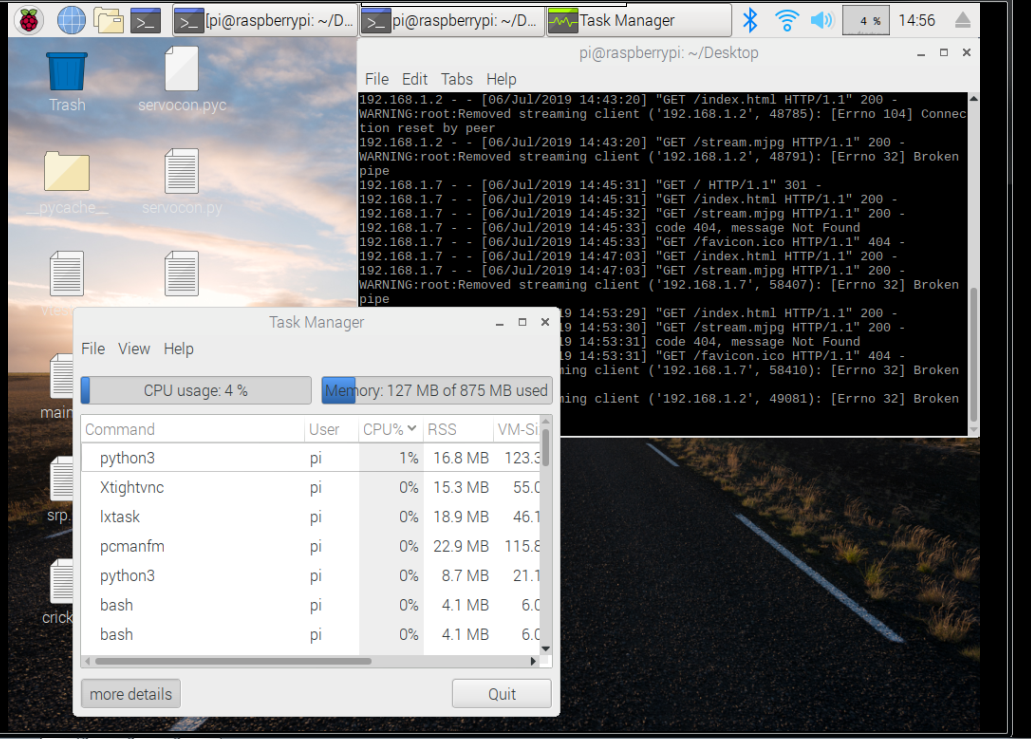 [pi@raspberrypi: ~/D...
pi@raspberrypi: ~/D...
Task Manager
4 %
14:56
pi@raspberrypi: ~/Desktop
File Edit Tabs Help
192.168.1.2 - - [06/Jul/2019 14:43:20] "GET /index.html HTTP/1.1" 200 -
WARNING:root:Removed streaming client ('192.168.1.2', 48785): [Errno 104] Connec
tion reset by peer
192.168.1.2 - - [06/Jul/2019 14:43:20] "GET /stream.mjpg HTTP/1.1" 200 -
WARNING:root:Removed streaming client ('192.168.1.2', 48791): [Errno 32] Broken
pipe
192.168.1.7 - - [06/Jul/2019 14:45:31] "GET / HTTP/1.1" 301 -
192.168.1.7 - - [06/Jul/2019 14:45:31] "GET /index.html HTTP/1.1" 200 -
192.168.1.7 - - [06/Jul/2019 14:45:32] "GET /stream.mjpg HTTP/1.1" 200 -
192.168.1.7 - - [06/Jul/2019 14:45:33] code 404, message Not Found
192.168.1.7 - - [06/Jul/2019 14:45:33] "GET /favicon.ico HTTP/1.1" 404 -
192.168.1.7 - - [06/Jul/2019 14:47:03] "GET /index.html HTTP/1.1" 200 -
192.168.1.7 - - [06/Jul/2019 14:47:03] "GET /stream.mjpg HTTP/1.1" 200 -
WARNING:root:Removed streaming client ('192.168.1.7', 58407): [Errno 32] Broken
pipe
19 14:53:29] "GET /index.html HTTP/1.1" 200 -
19 14:53:30] "GET /stream.mjpg HTTP/1.1" 200 -
19 14:53:31] code 404, message Not Found
19 14:53:31] "GET /favicon.ico HTTP/1.1" 404 -
ming client ('192.168.1.7', 58410): [Errno 32] Broken
ming client ('192.168.1.2', 49081): [Errno 32] Broken
Trash
servocon.pyc
__pycache__
servocon.py
main
srp.
crick
Task Manager
File View Help
CPU usage: 4 %
Memory: 127 MB of 875 MB used
Command User CPU% RSS VM-Si
python3 pi 1% 16.8 MB 123.3
Xtightvnc pi 0% 15.3 MB 55.0
lxtask pi 0% 18.9 MB 46.1
pcmanfm pi 0% 22.9 MB 115.8
python3 pi 0% 8.7 MB 21.1
bash pi 0% 4.1 MB 6.0
bash pi 0% 4.1 MB 6.0
more details
Quit